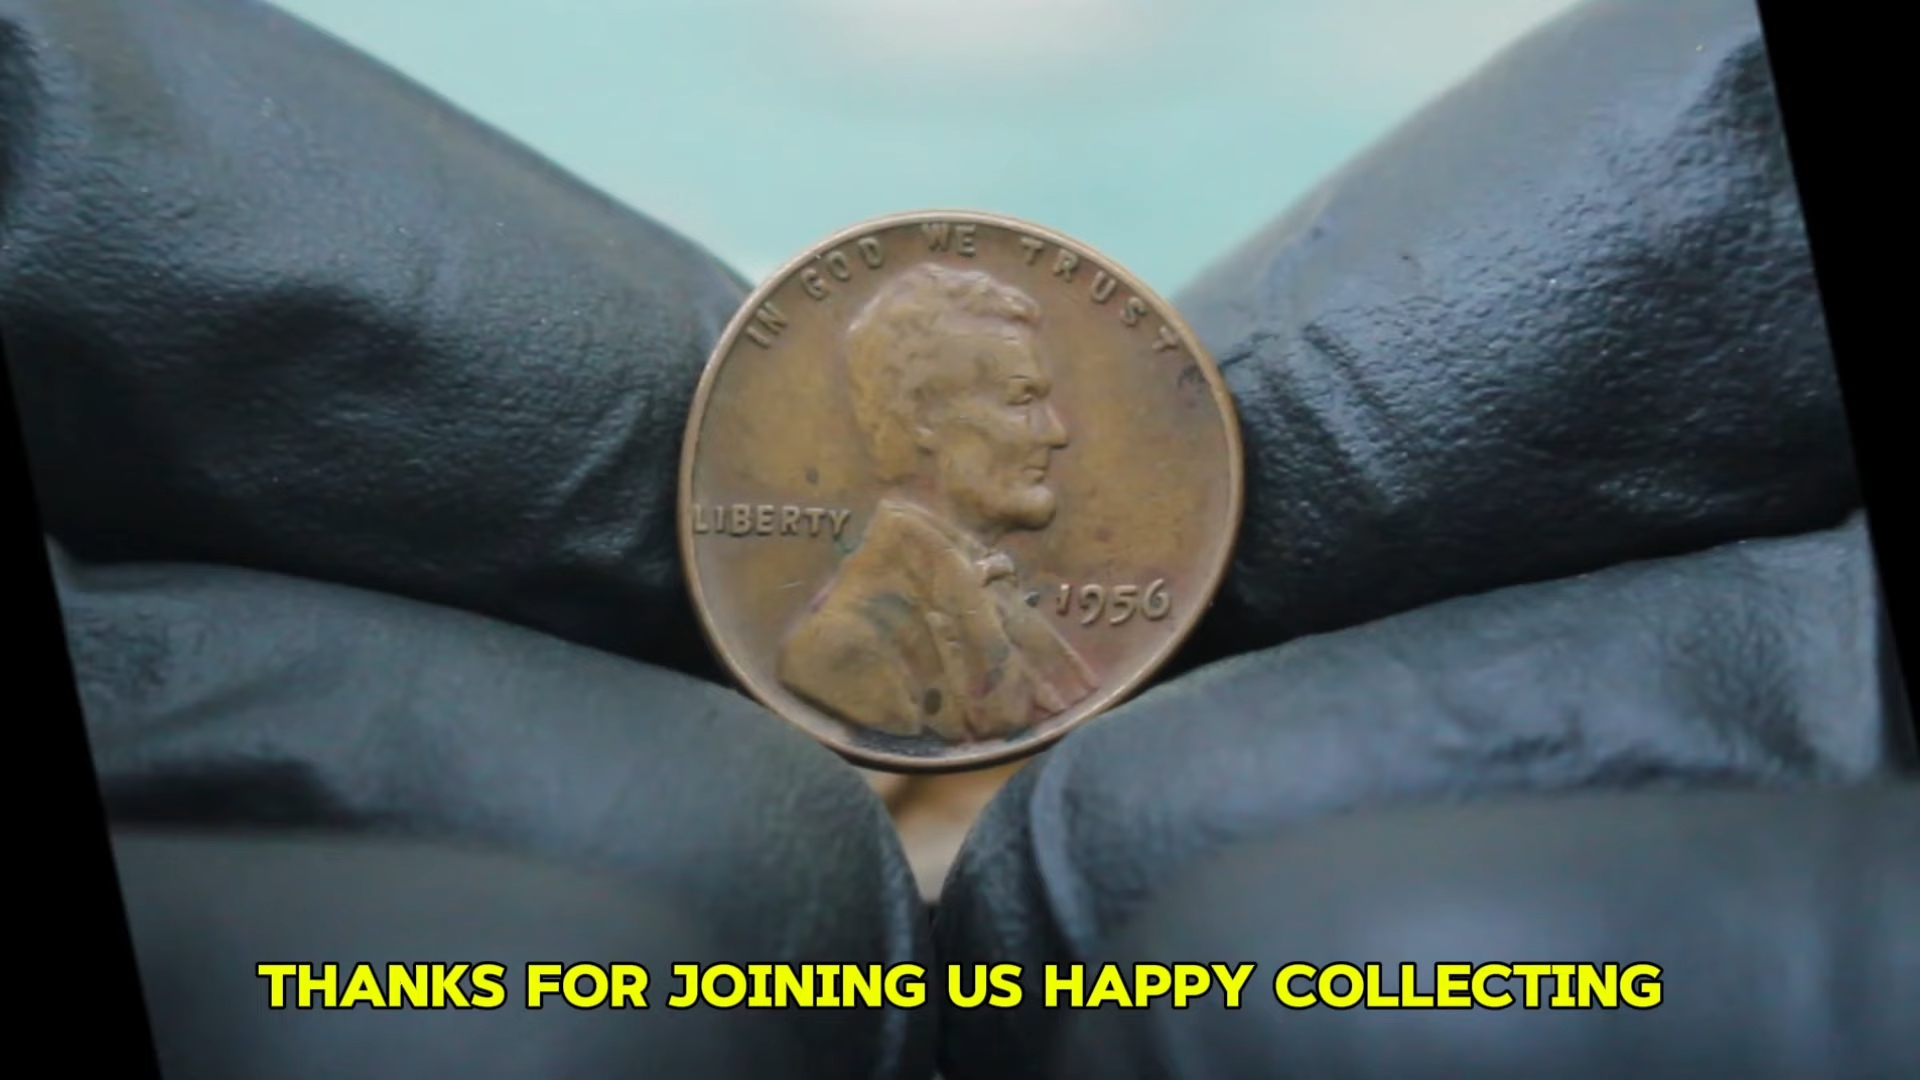 IN GOD WE TRUST
LIBERTY
1956
THANKS FOR JOINING US HAPPY COLLECTING